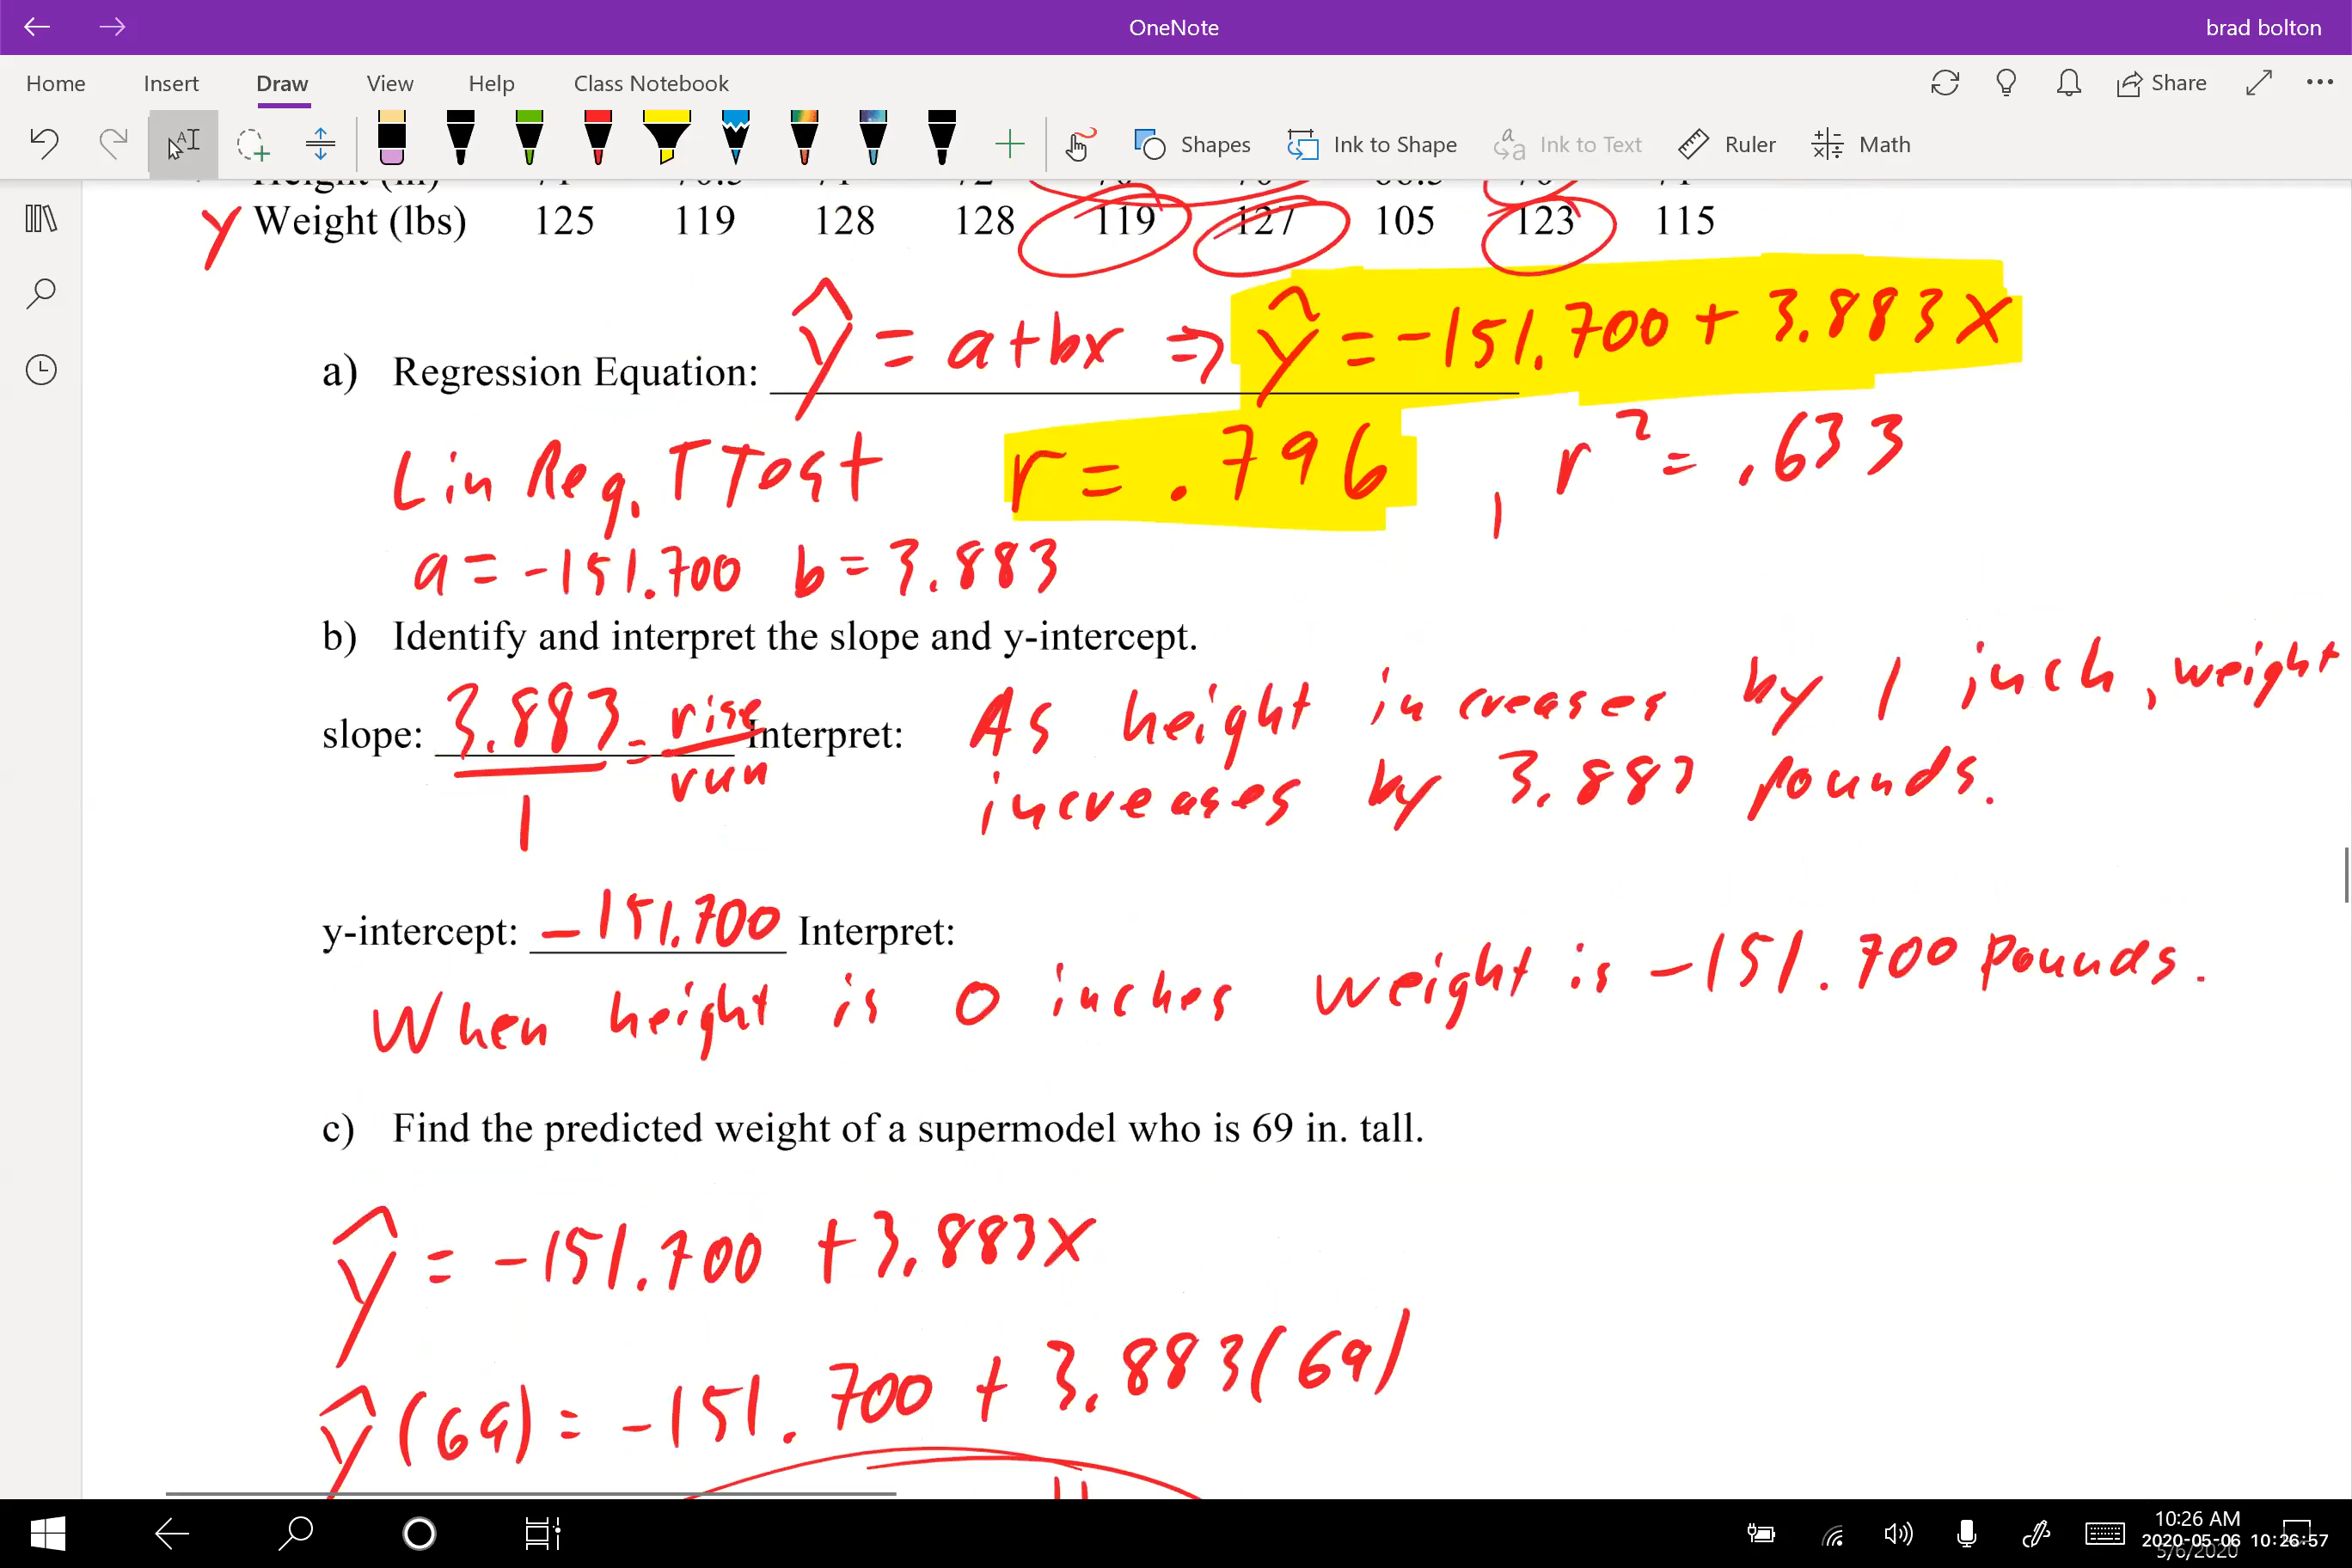 OneNote
brad bolton
Home Insert Draw View Help Class Notebook
Share
Shapes Ink to Shape Ink to Text Ruler Math
Y Weight (lbs) 125 119 128 128 119 127 105 123 115
a) Regression Equation: ŷ = a+bx ⇒ ŷ = -151.700 + 3.883X
Lin Reg. T Test r = .796 , r² = .633
a = -151.700 b = 3.883
b) Identify and interpret the slope and y-intercept.
slope: 3.883/1 = rise/run Interpret: As height increases by 1 inch, weight
increases by 3.883 pounds.
y-intercept: -151.700 Interpret:
When height is 0 inches weight is -151.700 pounds.
c) Find the predicted weight of a supermodel who is 69 in. tall.
ŷ = -151.700 + 3.883X
ŷ(69) = -151.700 + 3.883(69)
10:26 AM
2020-05-06 10:26:57
5/6/2020